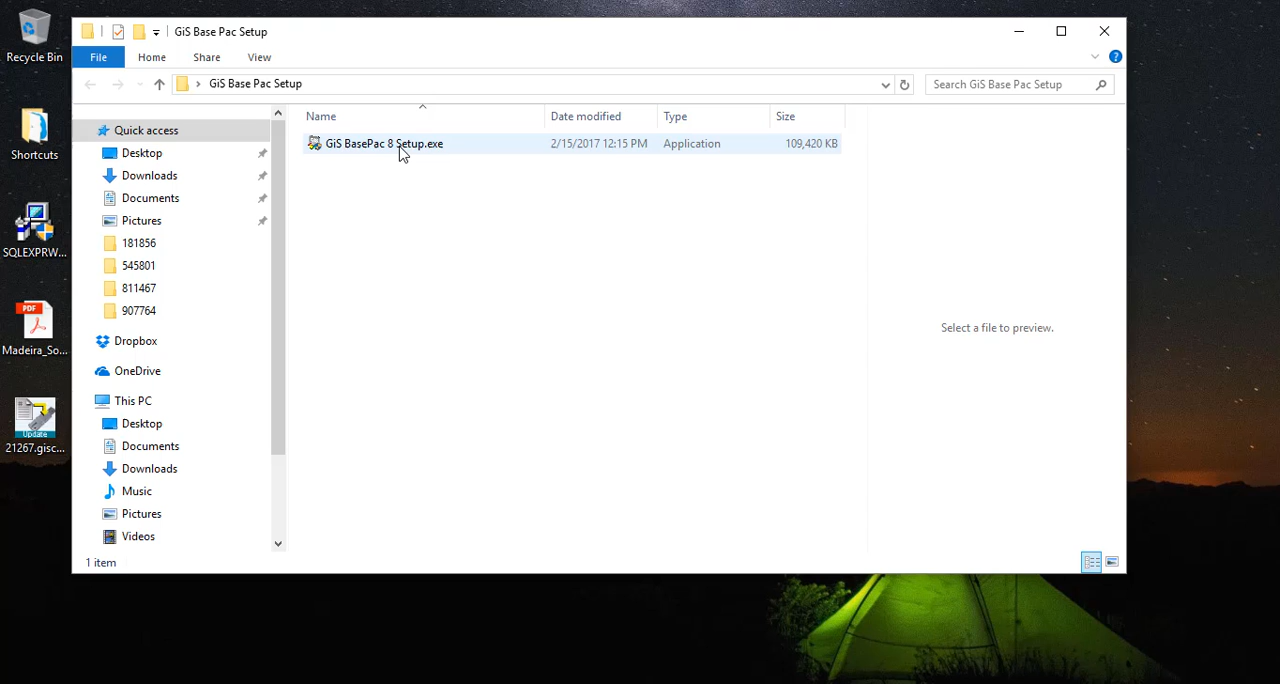 GiS Base Pac Setup
File Home Share View
GiS Base Pac Setup
Search GiS Base Pac Setup
Name Date modified Type Size
GiS BasePac 8 Setup.exe 2/15/2017 12:15 PM Application 109,420 KB
Quick access
Desktop
Downloads
Documents
Pictures
181856
545801
811467
907764
Dropbox
OneDrive
This PC
Desktop
Documents
Downloads
Music
Pictures
Videos
Select a file to preview.
1 item
Recycle Bin
Shortcuts
SQLEXPRW...
PDF
Madeira_So...
Update
21267.gisc...